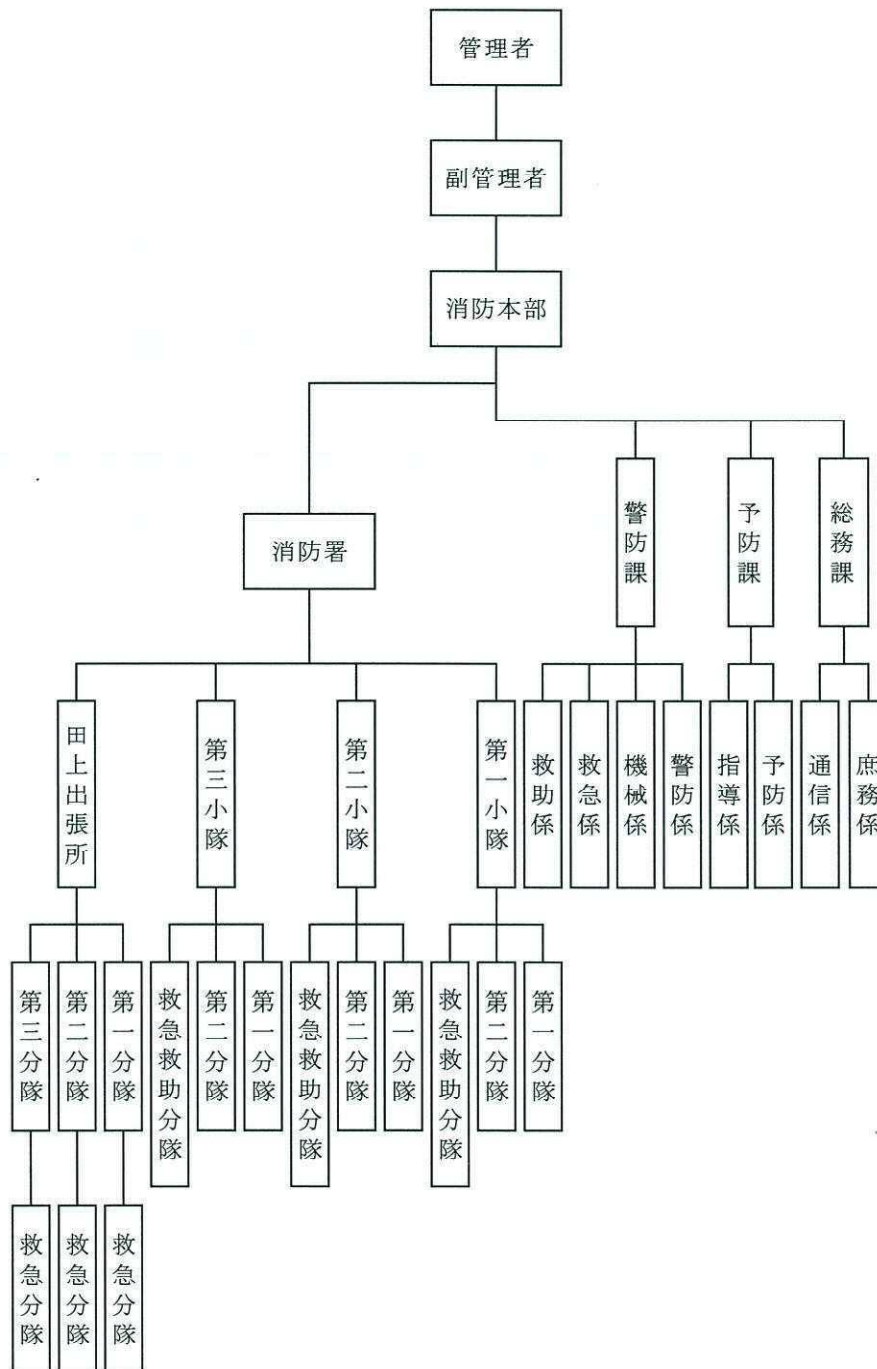 管理者
副管理者
消防本部
消防署
警防課
予防課
総務課
田上出張所
第三小隊
第二小隊
第一小隊
救助係
救急係
機械係
警防係
指導係
予防係
通信係
庶務係
第三分隊
第二分隊
第一分隊
救急救助分隊
第二分隊
第一分隊
救急救助分隊
第二分隊
第一分隊
救急救助分隊
第二分隊
第一分隊
救急分隊
救急分隊
救急分隊